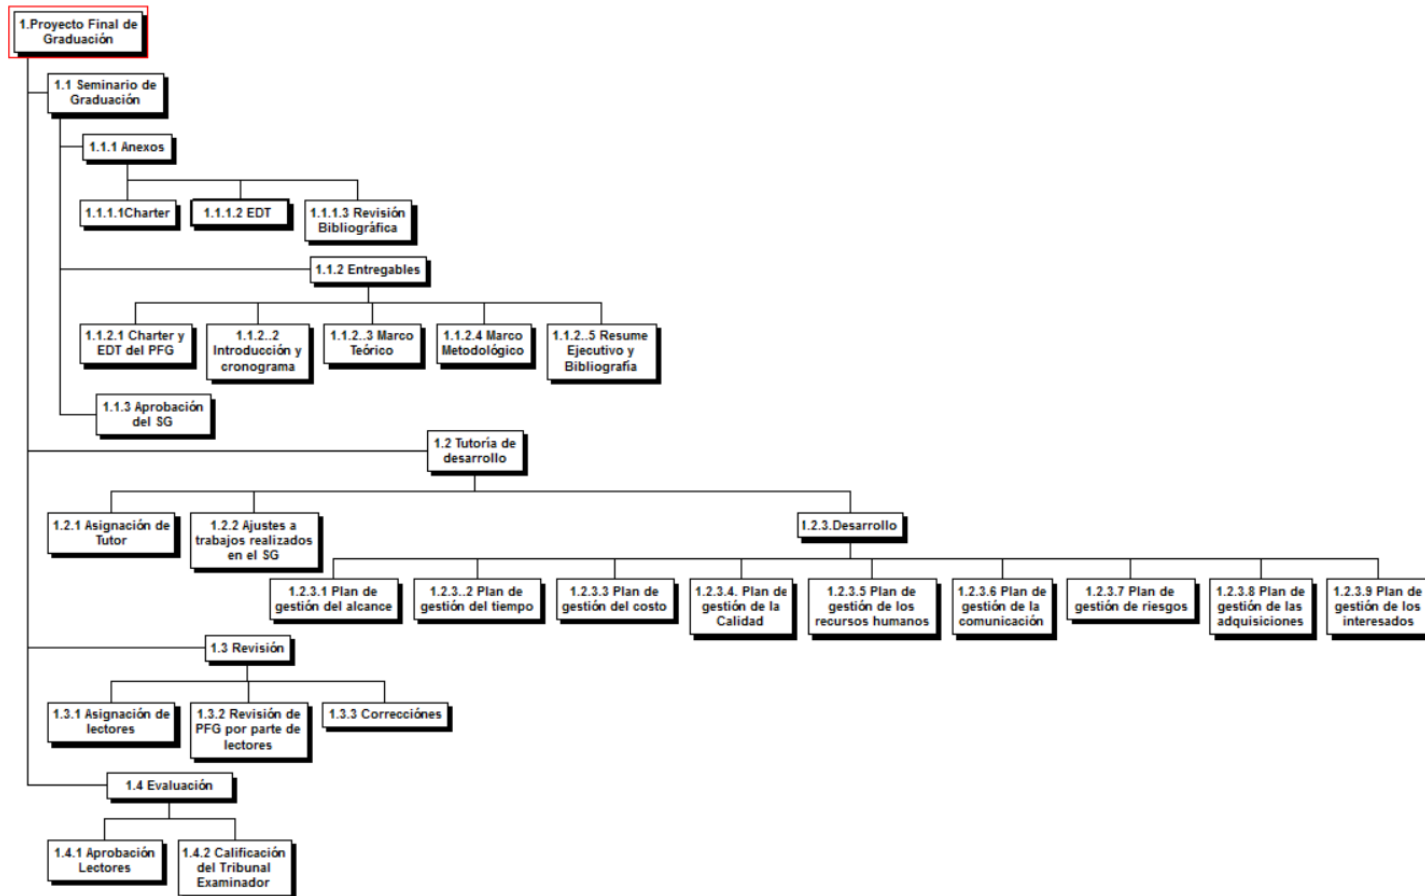 1.Proyecto Final de
Graduación
1.1 Seminario de
Graduación
1.1.1 Anexos
1.1.1.1Charter
1.1.1.2 EDT
1.1.1.3 Revisión
Bibliográfica
1.1.2 Entregables
1.1.2.1 Charter y
EDT del PFG
1.1.2..2
Introducción y
cronograma
1.1.2..3 Marco
Teórico
1.1.2.4 Marco
Metodológico
1.1.2..5 Resume
Ejecutivo y
Bibliografía
1.1.3 Aprobación
del SG
1.2 Tutoría de
desarrollo
1.2.1 Asignación de
Tutor
1.2.2 Ajustes a
trabajos realizados
en el SG
1.2.3.Desarrollo
1.2.3.1 Plan de
gestión del alcance
1.2.3..2 Plan de
gestión del tiempo
1.2.3.3 Plan de
gestión del costo
1.2.3.4. Plan de
gestión de la
Calidad
1.2.3.5 Plan de
gestión de los
recursos humanos
1.2.3.6 Plan de
gestión de la
comunicación
1.2.3.7 Plan de
gestión de riesgos
1.2.3.8 Plan de
gestión de las
adquisiciones
1.2.3.9 Plan de
gestión de los
interesados
1.3 Revisión
1.3.1 Asignación de
lectores
1.3.2 Revisión de
PFG por parte de
lectores
1.3.3 Correcciónes
1.4 Evaluación
1.4.1 Aprobación
Lectores
1.4.2 Calificación
del Tribunal
Examinador